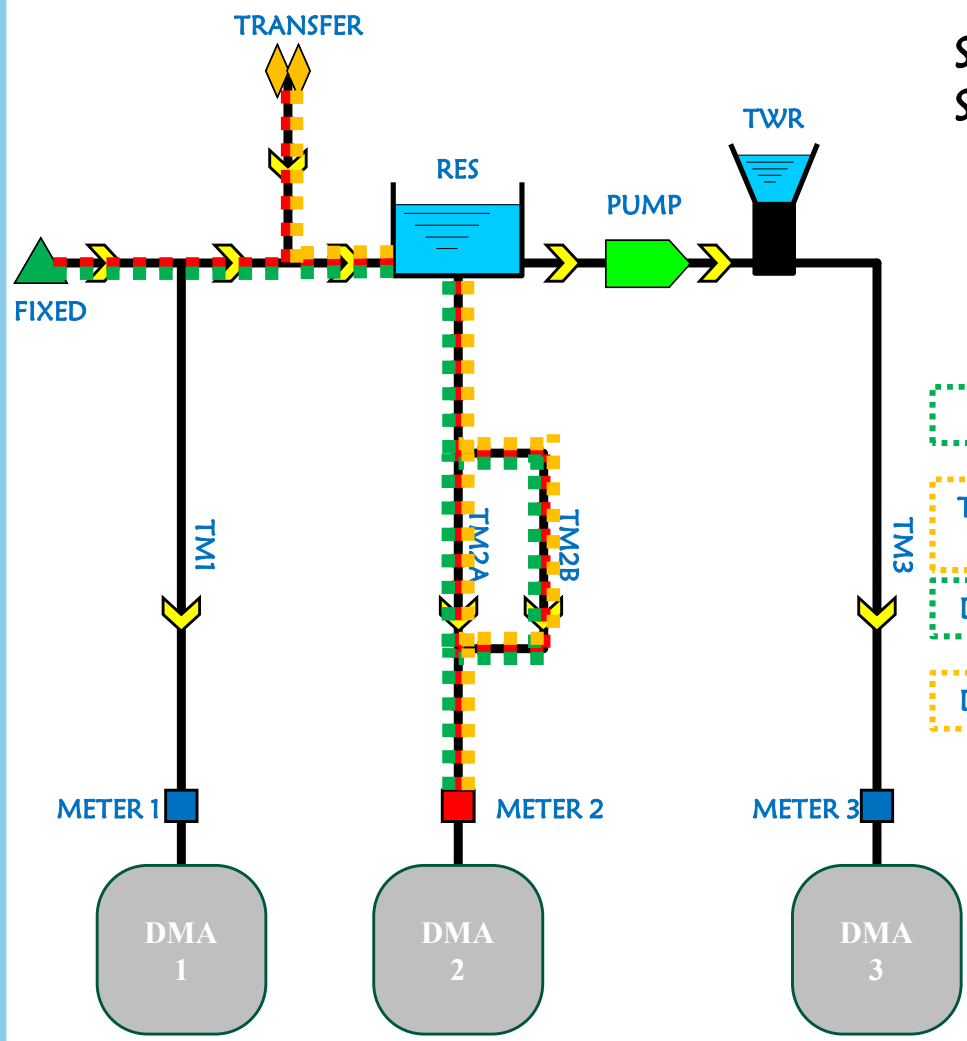 TRANSFER
S
S
TWR
RES
PUMP
FIXED
TM1
TM2A
TM2B
TM3
T
D
D
METER 1
METER 2
METER 3
DMA
1
DMA
2
DMA
3